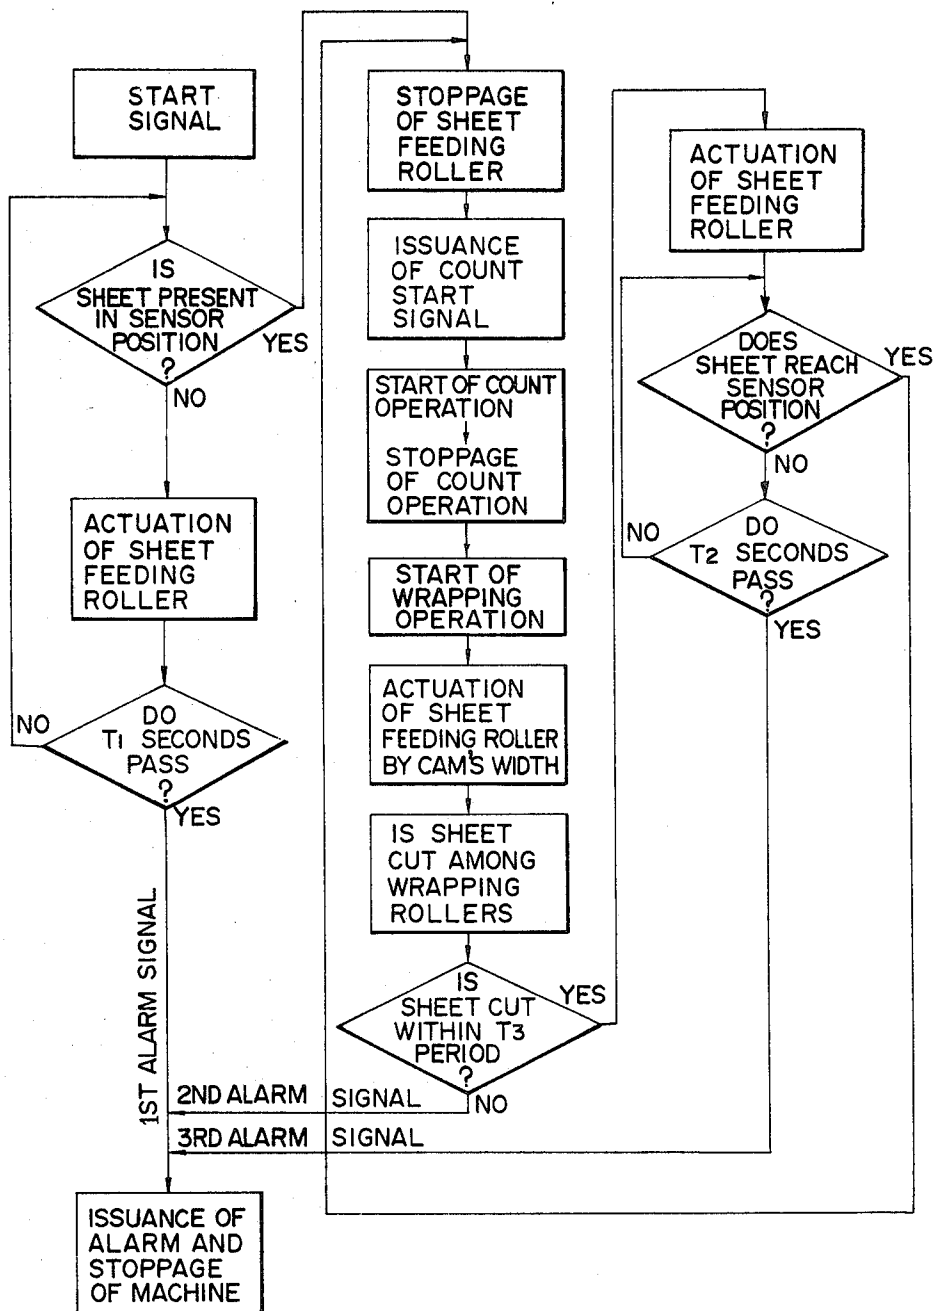 START
SIGNAL
IS
SHEET PRESENT
IN SENSOR
POSITION
?
YES
NO
ACTUATION
OF SHEET
FEEDING
ROLLER
NO
DO
T1 SECONDS
PASS
?
YES
1ST ALARM SIGNAL
ISSUANCE OF
ALARM AND
STOPPAGE
OF MACHINE
STOPPAGE
OF SHEET
FEEDING
ROLLER
ISSUANCE
OF COUNT
START
SIGNAL
START OF COUNT
OPERATION
STOPPAGE
OF COUNT
OPERATION
START OF
WRAPPING
OPERATION
ACTUATION
OF SHEET
FEEDING ROLLER
BY CAM'S WIDTH
IS SHEET
CUT AMONG
WRAPPING
ROLLERS
IS
SHEET CUT
WITHIN T3
PERIOD
?
YES
NO
2ND ALARM SIGNAL
3RD ALARM SIGNAL
ACTUATION
OF SHEET
FEEDING
ROLLER
DOES
SHEET REACH
SENSOR
POSITION
?
YES
NO
DO
T2 SECONDS
PASS
?
NO
YES